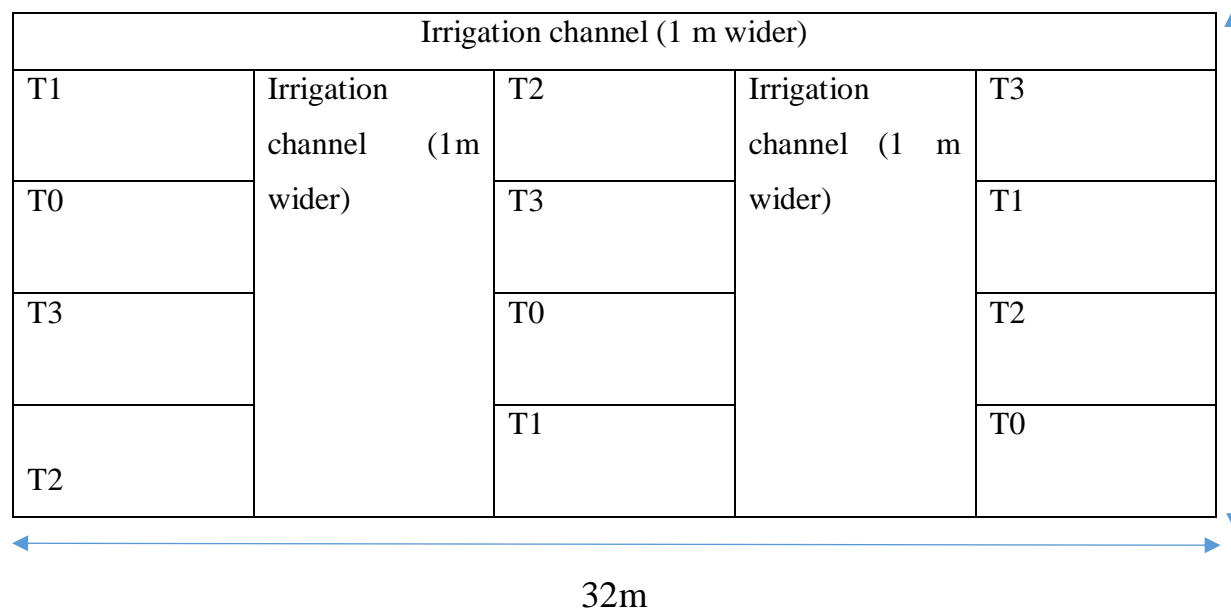 Irrigation channel (1 m wider)
T1
Irrigation
channel (1m
wider)
T2
Irrigation
channel (1 m
wider)
T3
T0
T3
T1
T3
T0
T2
T2
T1
T0
32m